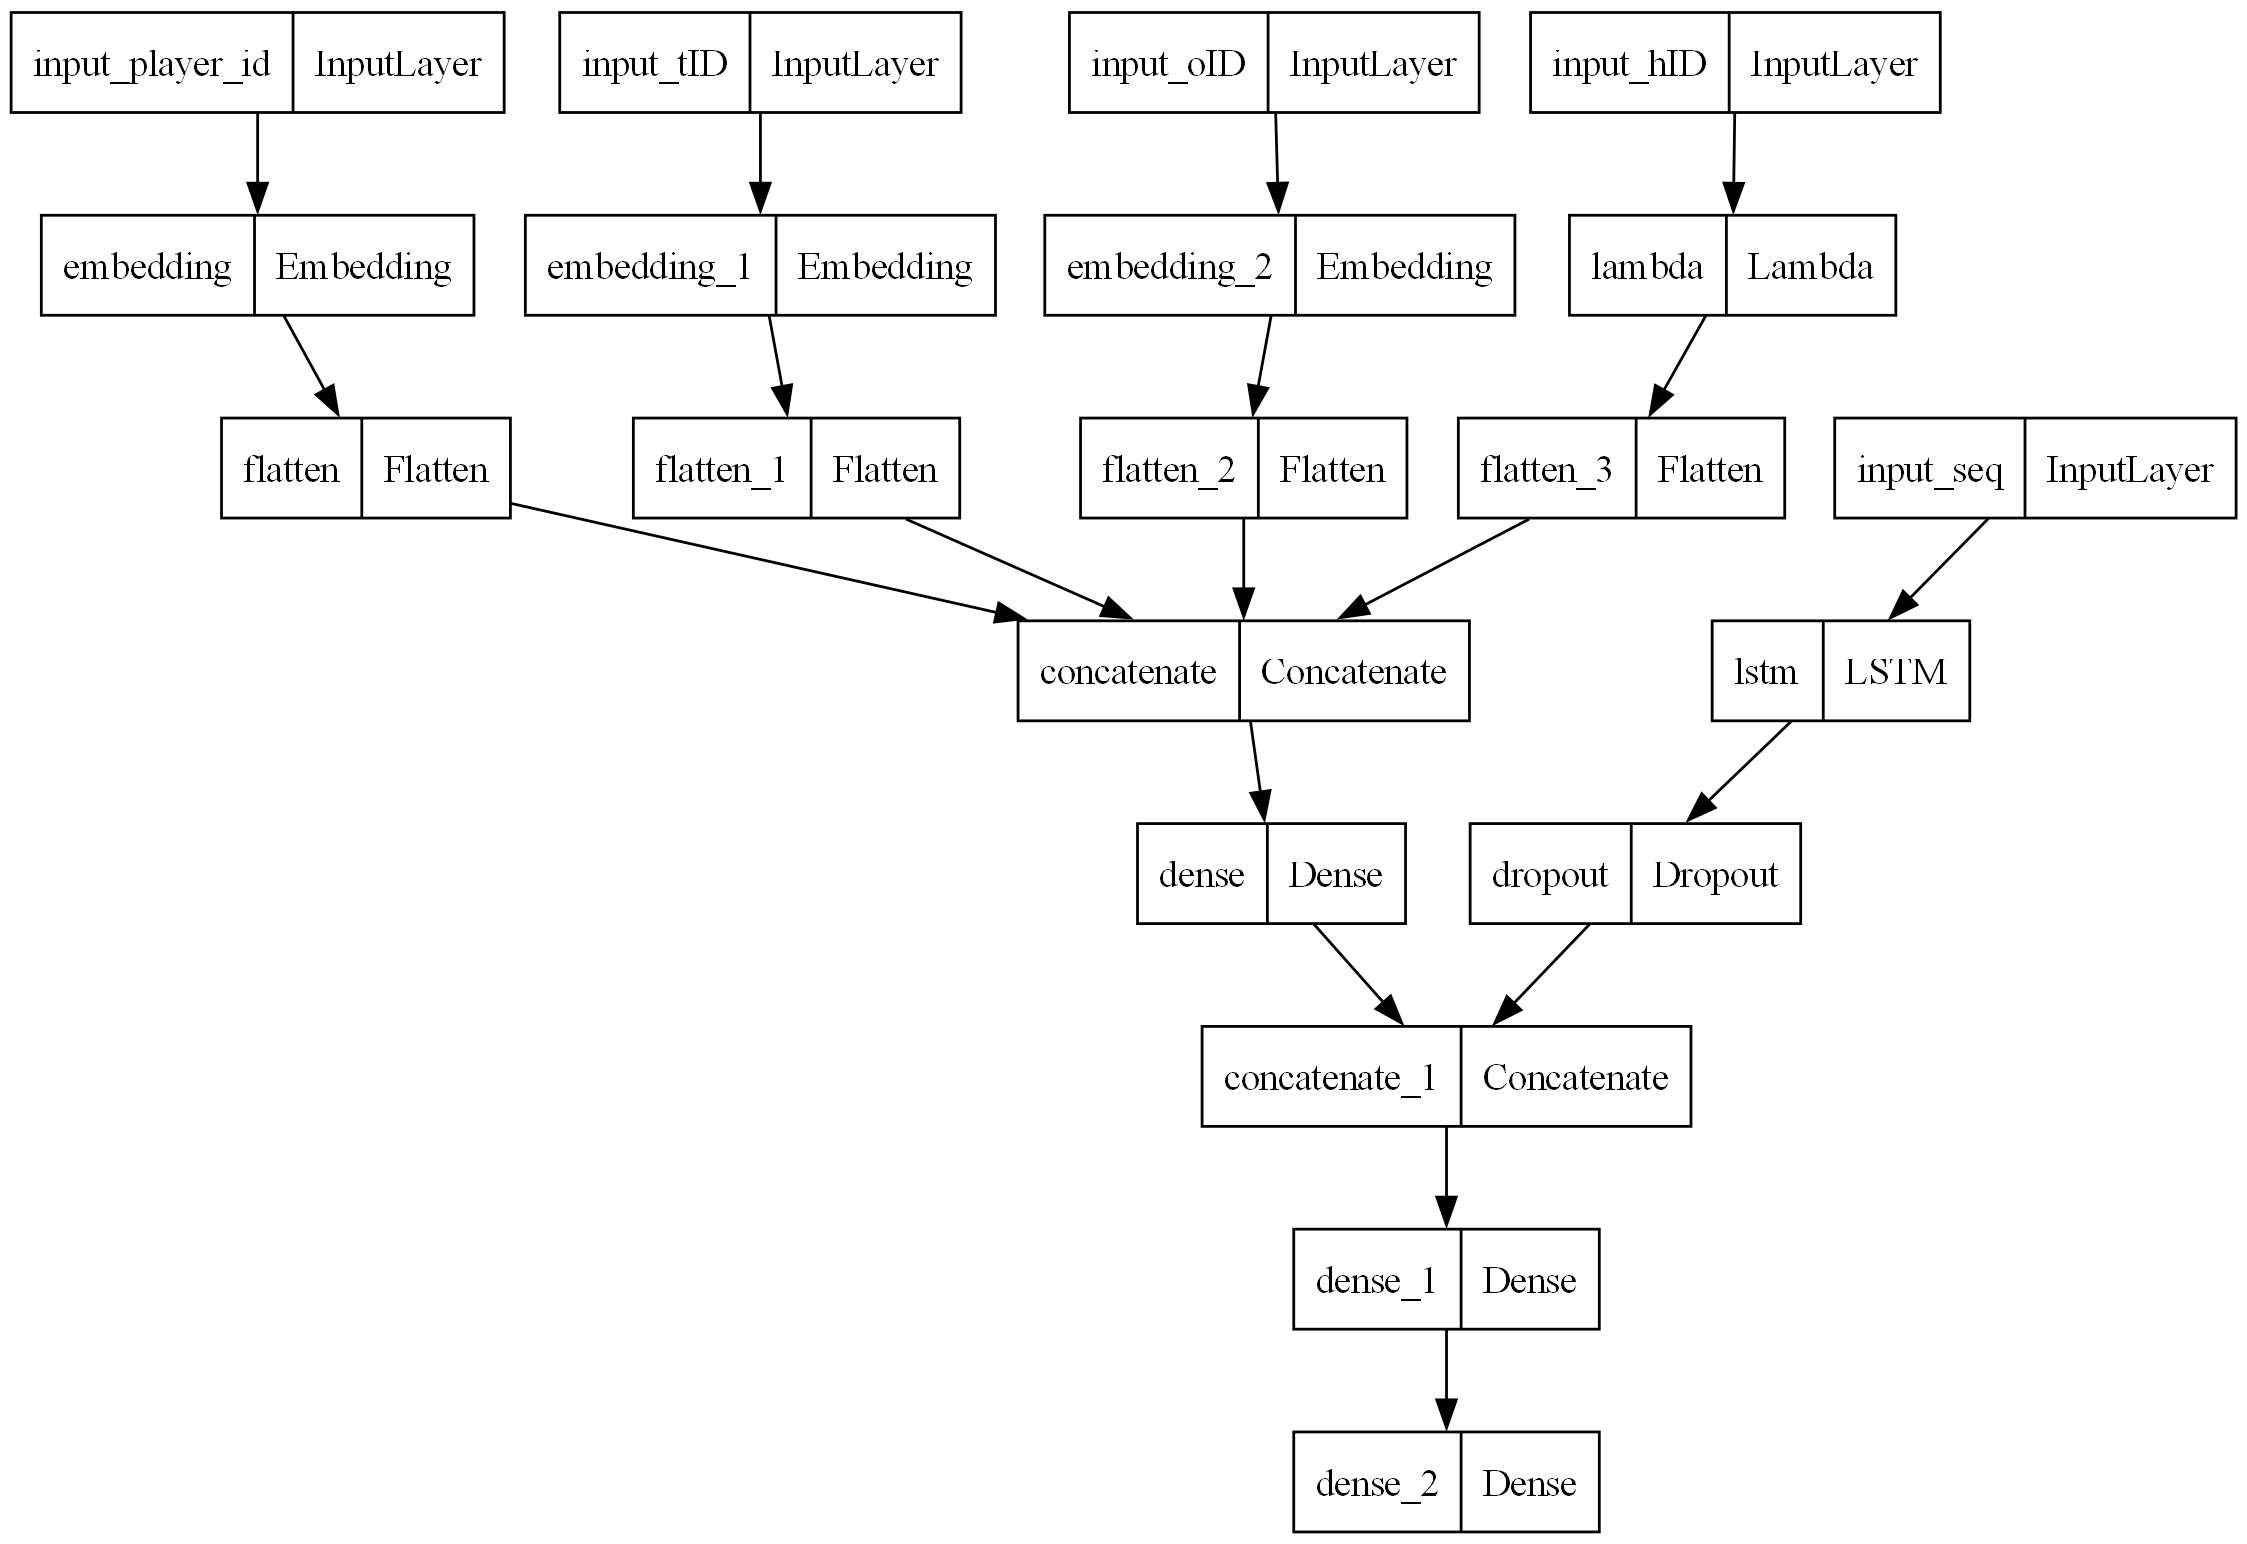 input_player_id InputLayer input_tID InputLayer input_oID InputLayer input_hID InputLayer
embedding Embedding embedding_1 Embedding embedding_2 Embedding lambda Lambda
flatten Flatten flatten_1 Flatten flatten_2 Flatten flatten_3 Flatten input_seq InputLayer
concatenate Concatenate lstm LSTM
dense Dense dropout Dropout
concatenate_1 Concatenate
dense_1 Dense
dense_2 Dense